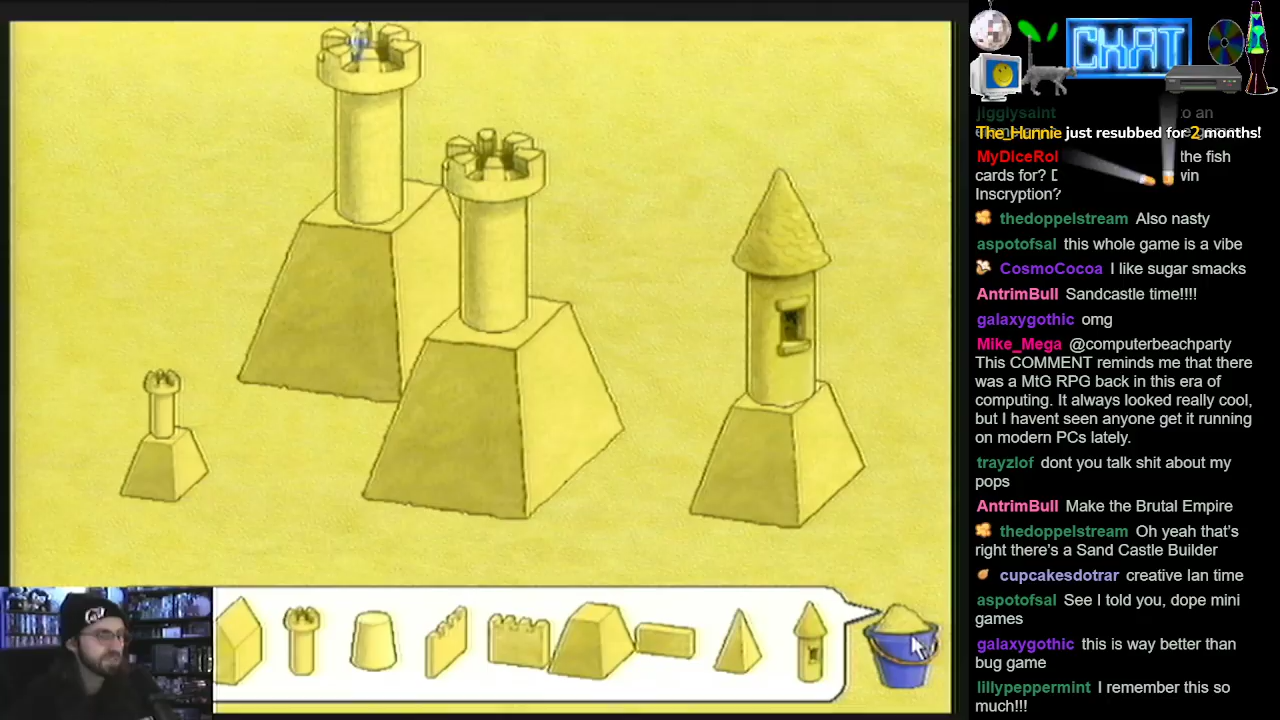 CHAT
jigglysaint to an
The_Hunnie just resubbed for 2 months!
MyDiceRol the fish
cards for? D win
Inscryption?
thedoppelstream Also nasty
aspotofsal this whole game is a vibe
CosmoCocoa I like sugar smacks
AntrimBull Sandcastle time!!!!
galaxygothic omg
Mike_Mega @computerbeachparty
This COMMENT reminds me that there
was a MtG RPG back in this era of
computing. It always looked really cool,
but I havent seen anyone get it running
on modern PCs lately.
trayzlof dont you talk shit about my
pops
AntrimBull Make the Brutal Empire
thedoppelstream Oh yeah that's
right there's a Sand Castle Builder
cupcakesdotrar creative lan time
aspotofsal See I told you, dope mini
games
galaxygothic this is way better than
bug game
lillypeppermint I remember this so
much!!!